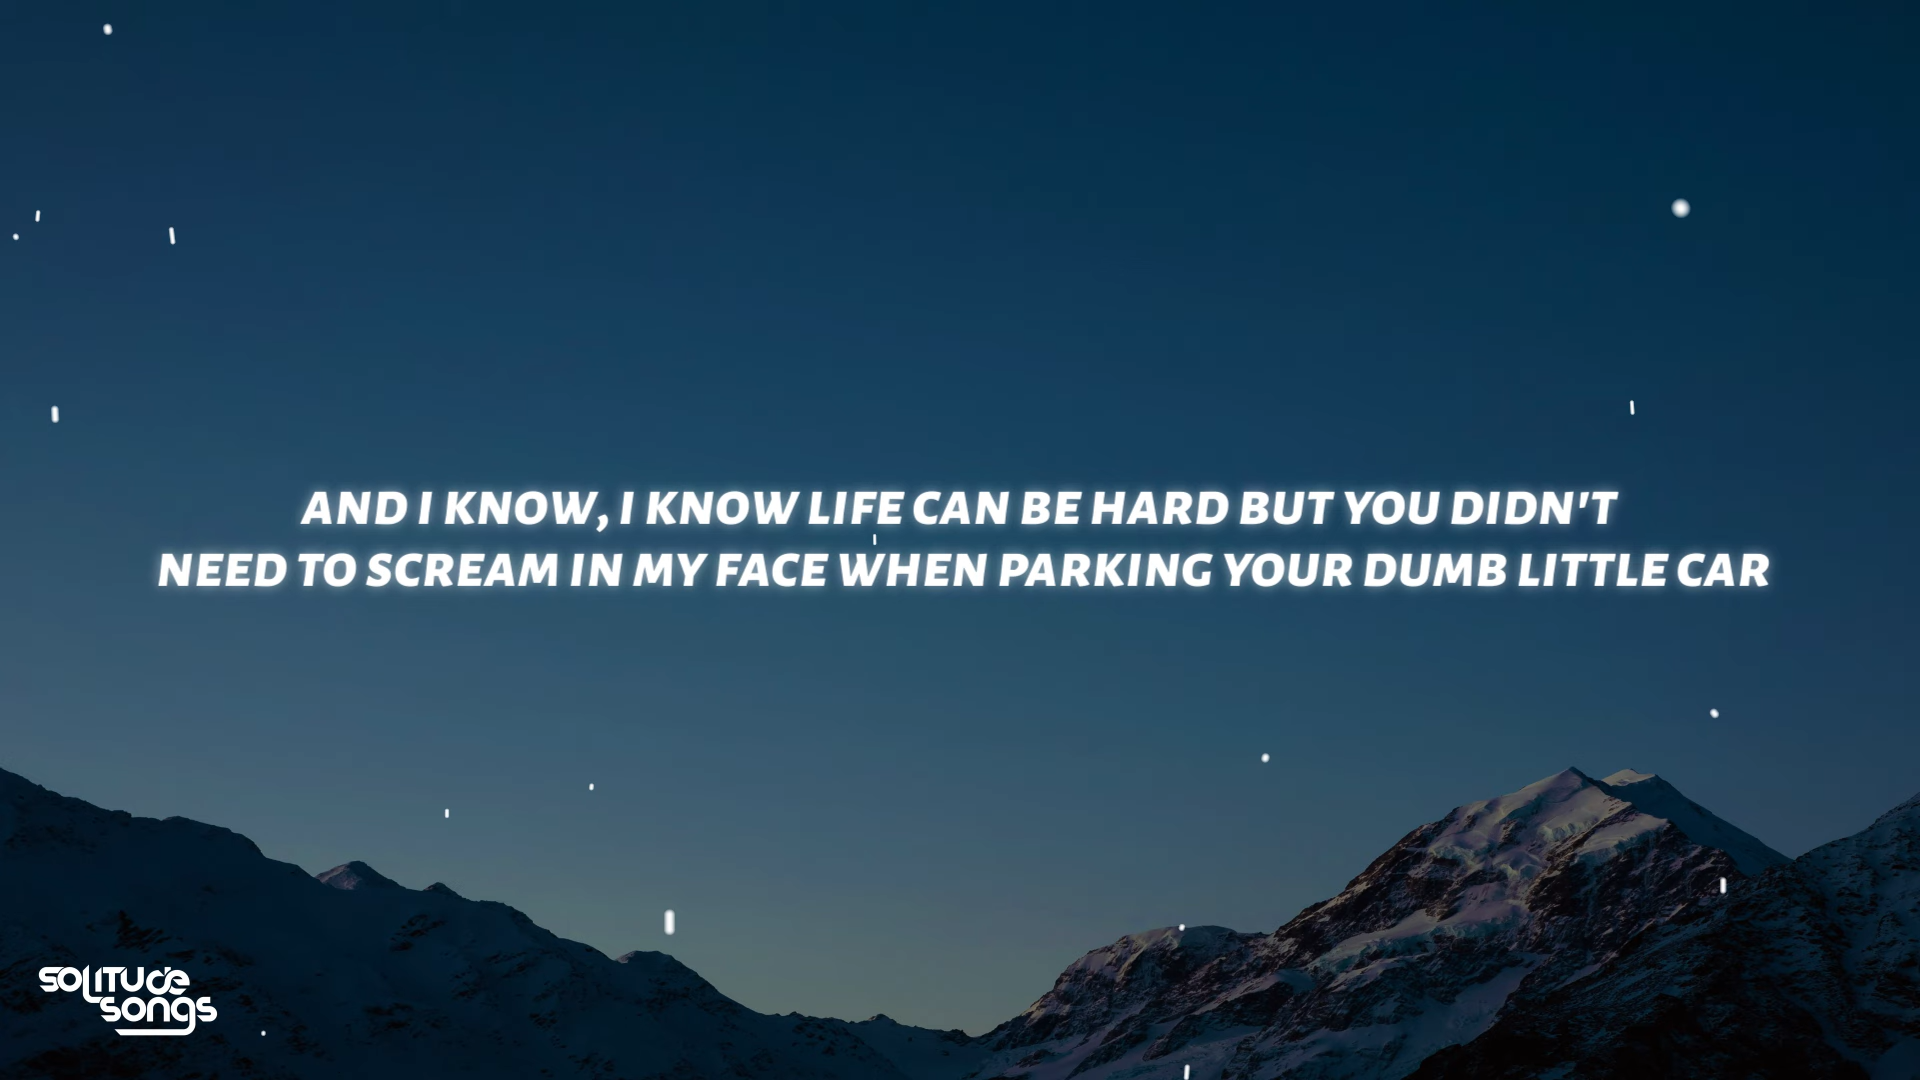 AND I KNOW, I KNOW LIFE CAN BE HARD BUT YOU DIDN'T
NEED TO SCREAM IN MY FACE WHEN PARKING YOUR DUMB LITTLE CAR
SOLITUDE
SONGS